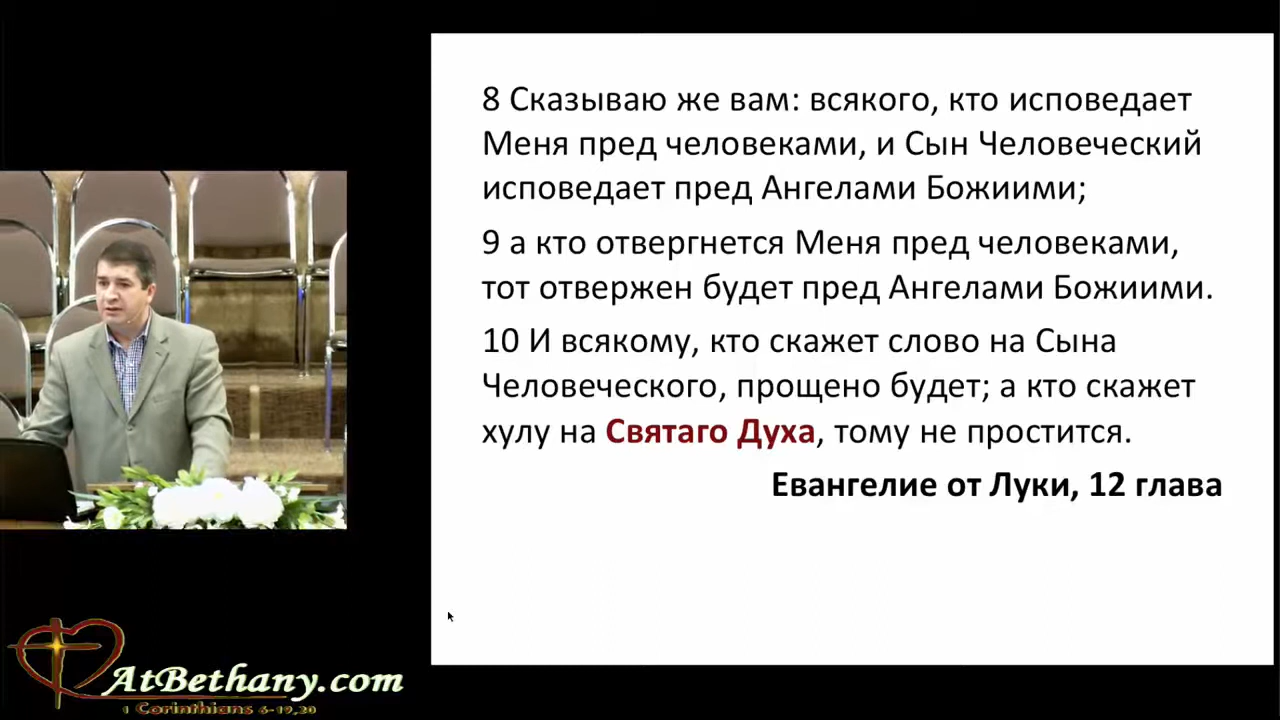 8 Сказываю же вам: всякого, кто исповедает
Меня пред человеками, и Сын Человеческий
исповедает пред Ангелами Божиими;
9 а кто отвергнется Меня пред человеками,
тот отвержен будет пред Ангелами Божиими.
10 И всякому, кто скажет слово на Сына
Человеческого, прощено будет; а кто скажет
хулу на Святаго Духа, тому не простится.
Евангелие от Луки, 12 глава
AtBethany.com
1 Corinthians 6-19,20